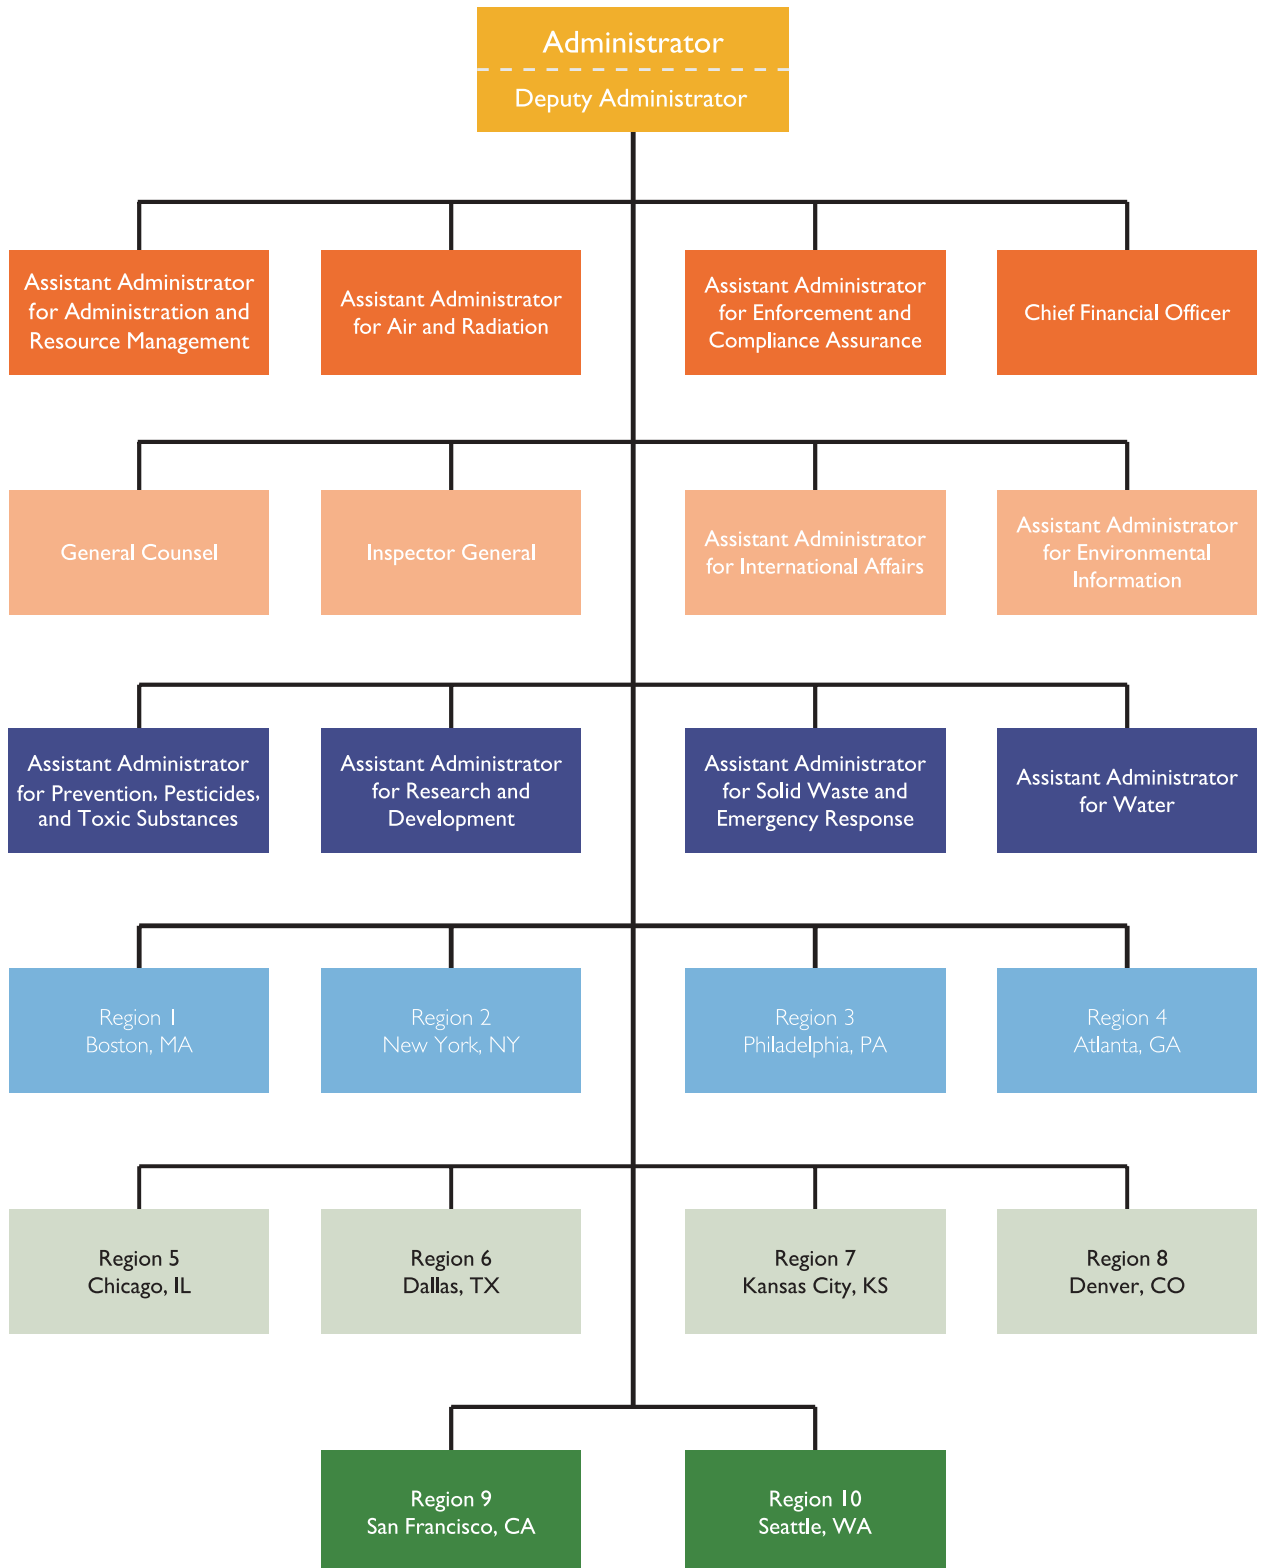 Administrator
Deputy Administrator
Assistant Administrator
for Administration and
Resource Management
Assistant Administrator
for Air and Radiation
Assistant Administrator
for Enforcement and
Compliance Assurance
Chief Financial Officer
General Counsel
Inspector General
Assistant Administrator
for International Affairs
Assistant Administrator
for Environmental
Information
Assistant Administrator
for Prevention, Pesticides,
and Toxic Substances
Assistant Administrator
for Research and
Development
Assistant Administrator
for Solid Waste and
Emergency Response
Assistant Administrator
for Water
Region 1
Boston, MA
Region 2
New York, NY
Region 3
Philadelphia, PA
Region 4
Atlanta, GA
Region 5
Chicago, IL
Region 6
Dallas, TX
Region 7
Kansas City, KS
Region 8
Denver, CO
Region 9
San Francisco, CA
Region 10
Seattle, WA